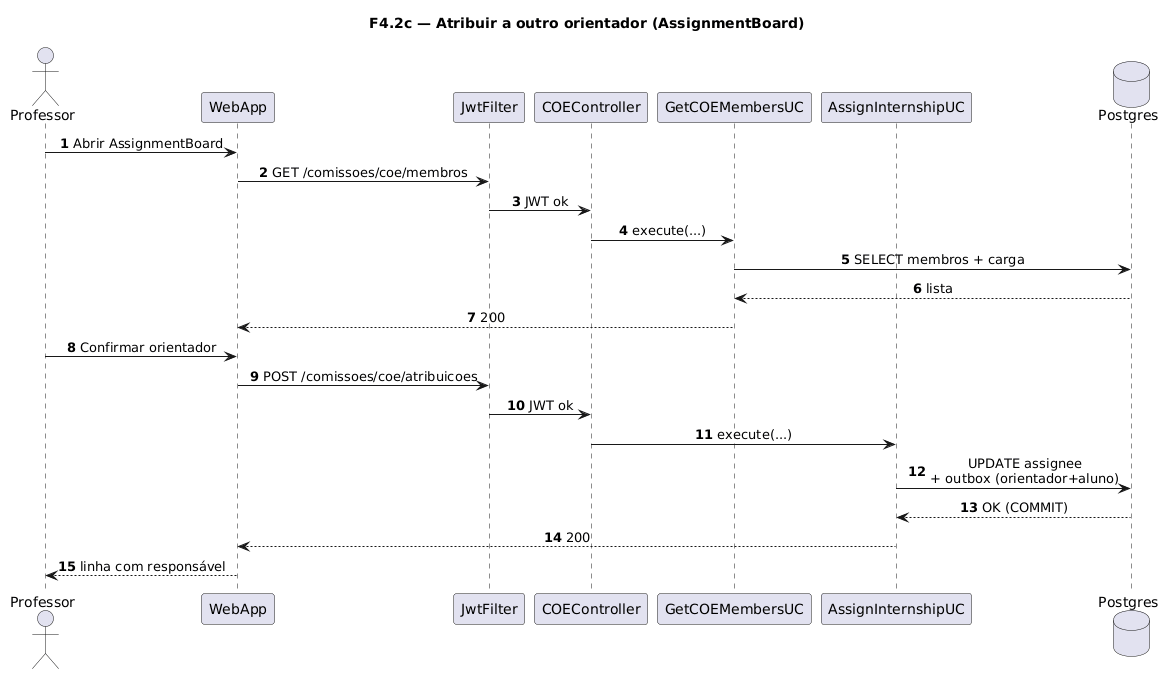 F4.2c — Atribuir a outro orientador (AssignmentBoard)
Professor
WebApp
JwtFilter
COEController
GetCOEMembersUC
AssignInternshipUC
Postgres
1 Abrir AssignmentBoard
2 GET /comissoes/coe/membros
3 JWT ok
4 execute(...)
5 SELECT membros + carga
6 lista
7 200
8 Confirmar orientador
9 POST /comissoes/coe/atribuicoes
10 JWT ok
11 execute(...)
12 UPDATE assignee
+ outbox (orientador+aluno)
13 OK (COMMIT)
14 200
15 linha com responsável
Professor
WebApp
JwtFilter
COEController
GetCOEMembersUC
AssignInternshipUC
Postgres